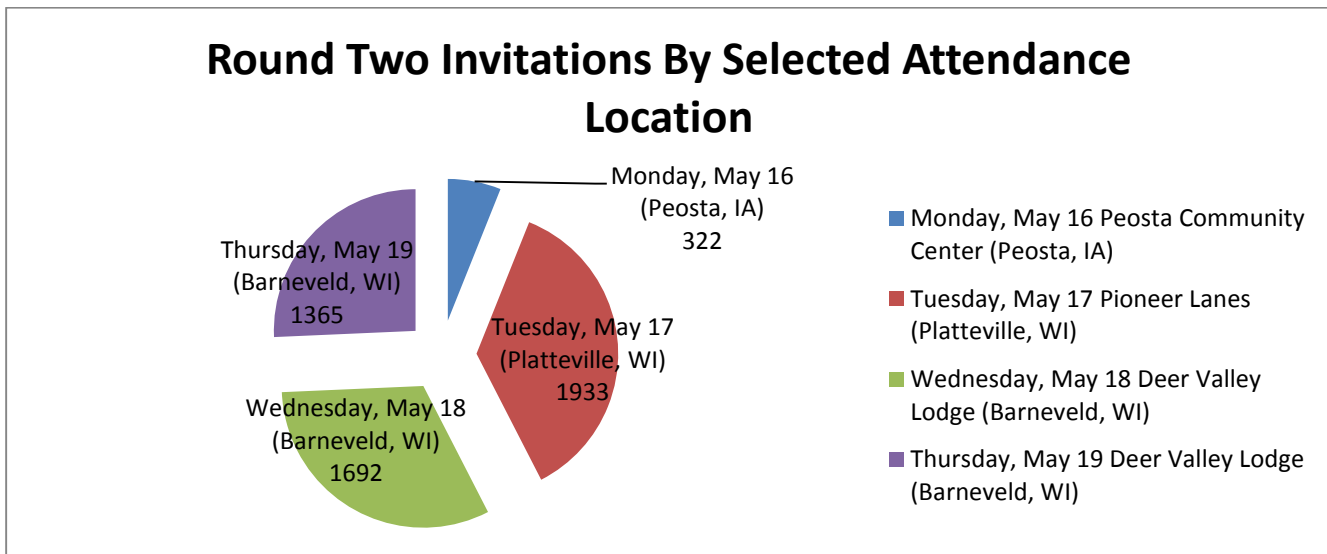 Round Two Invitations By Selected Attendance
Location
Monday, May 16
(Peosta, IA)
322
Tuesday, May 17
(Platteville, WI)
1933
Wednesday, May 18
(Barneveld, WI)
1692
Thursday, May 19
(Barneveld, WI)
1365
Monday, May 16 Peosta Community
Center (Peosta, IA)
Tuesday, May 17 Pioneer Lanes
(Platteville, WI)
Wednesday, May 18 Deer Valley
Lodge (Barneveld, WI)
Thursday, May 19 Deer Valley Lodge
(Barneveld, WI)